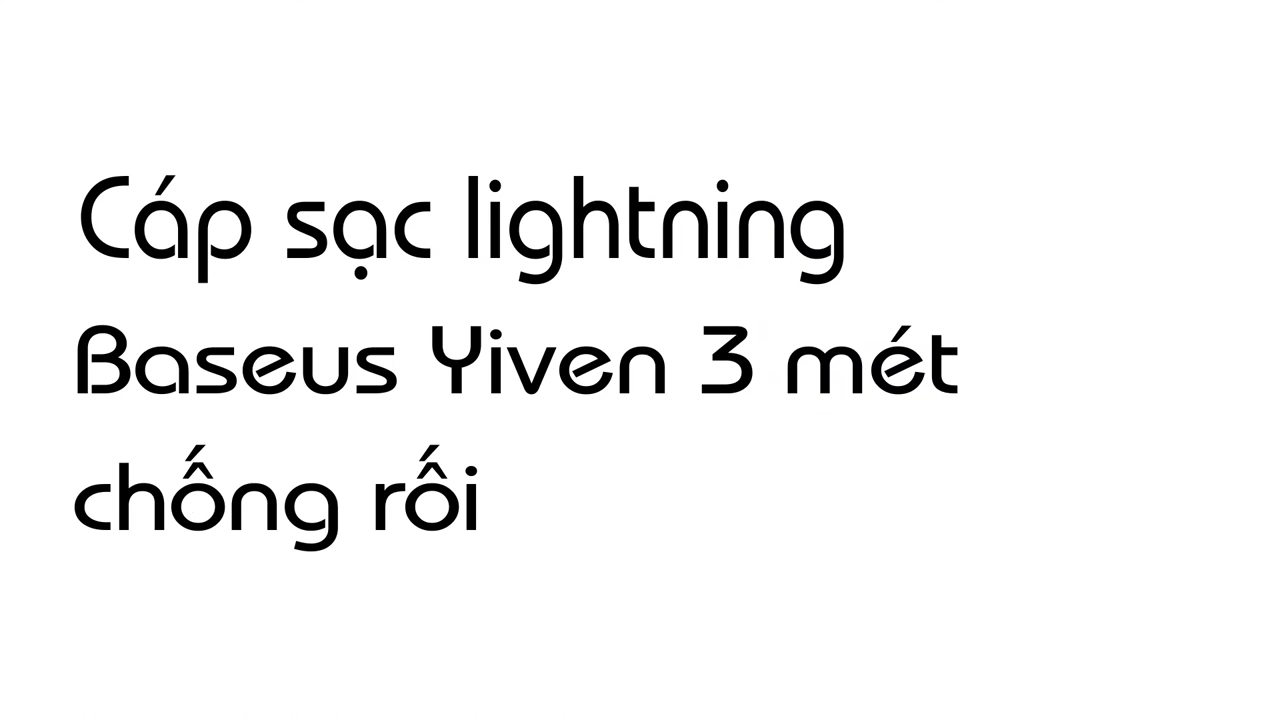 Cáp sạc lightning
Baseus Yiven 3 mét
chống rối